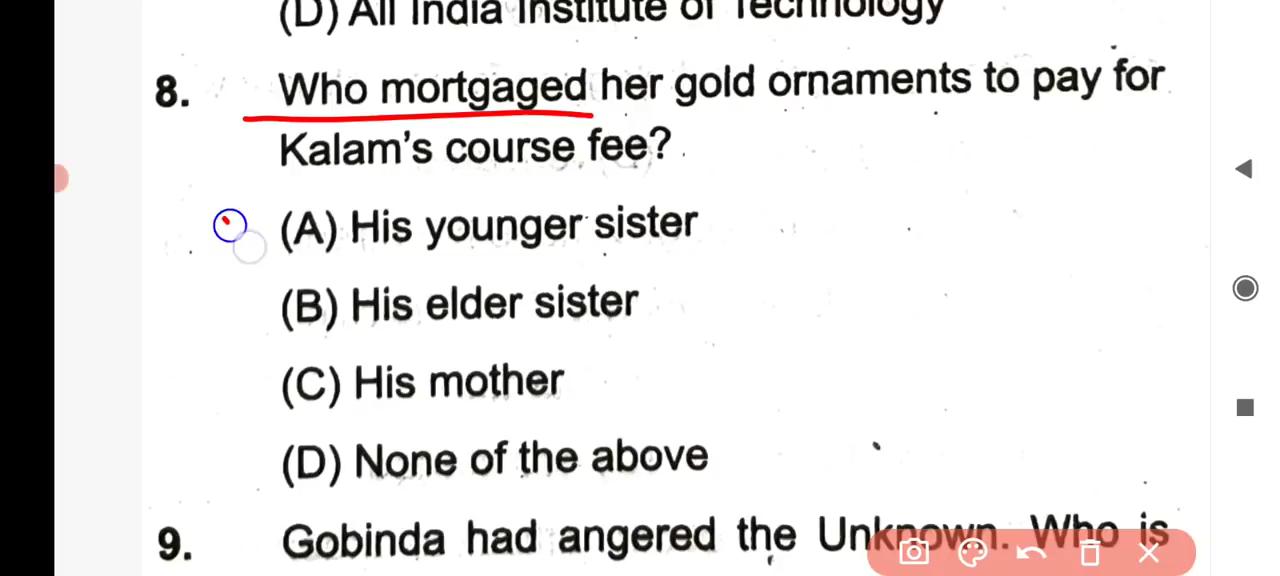 (D) All India Institute of Technology
8. Who mortgaged her gold ornaments to pay for
Kalam's course fee?
(A) His younger sister
(B) His elder sister
(C) His mother
(D) None of the above
9. Gobinda had angered the Unknown. Who is